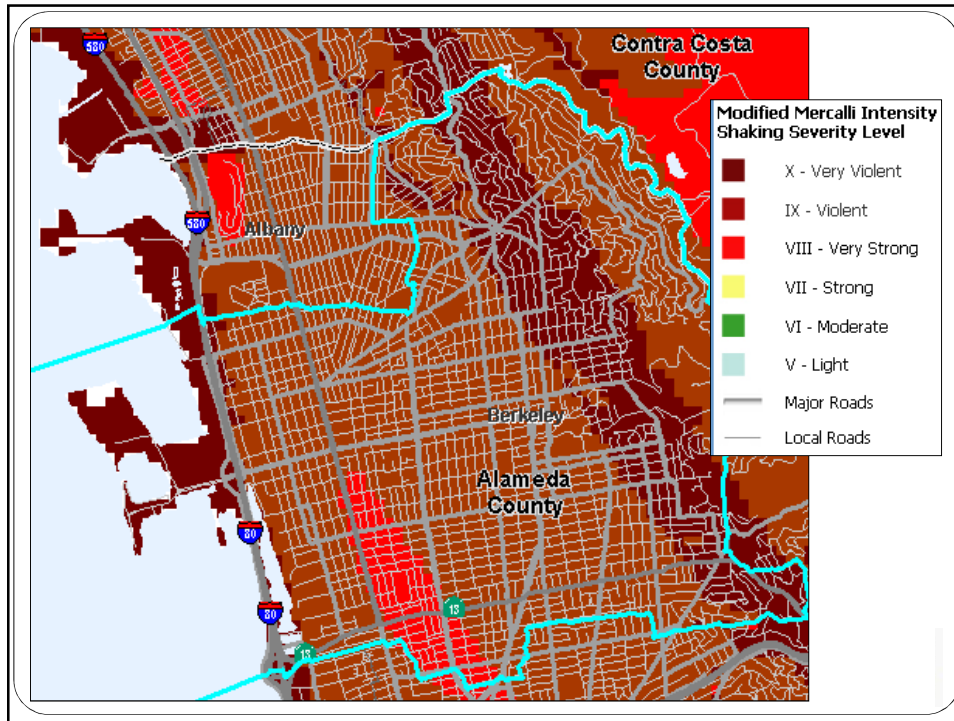 580
Contra Costa
County
Modified Mercalli Intensity
Shaking Severity Level
X - Very Violent
IX - Violent
VIII - Very Strong
VII - Strong
VI - Moderate
V - Light
Major Roads
Local Roads
580
Albany
Berkeley
Alameda
County
80
80
13
13